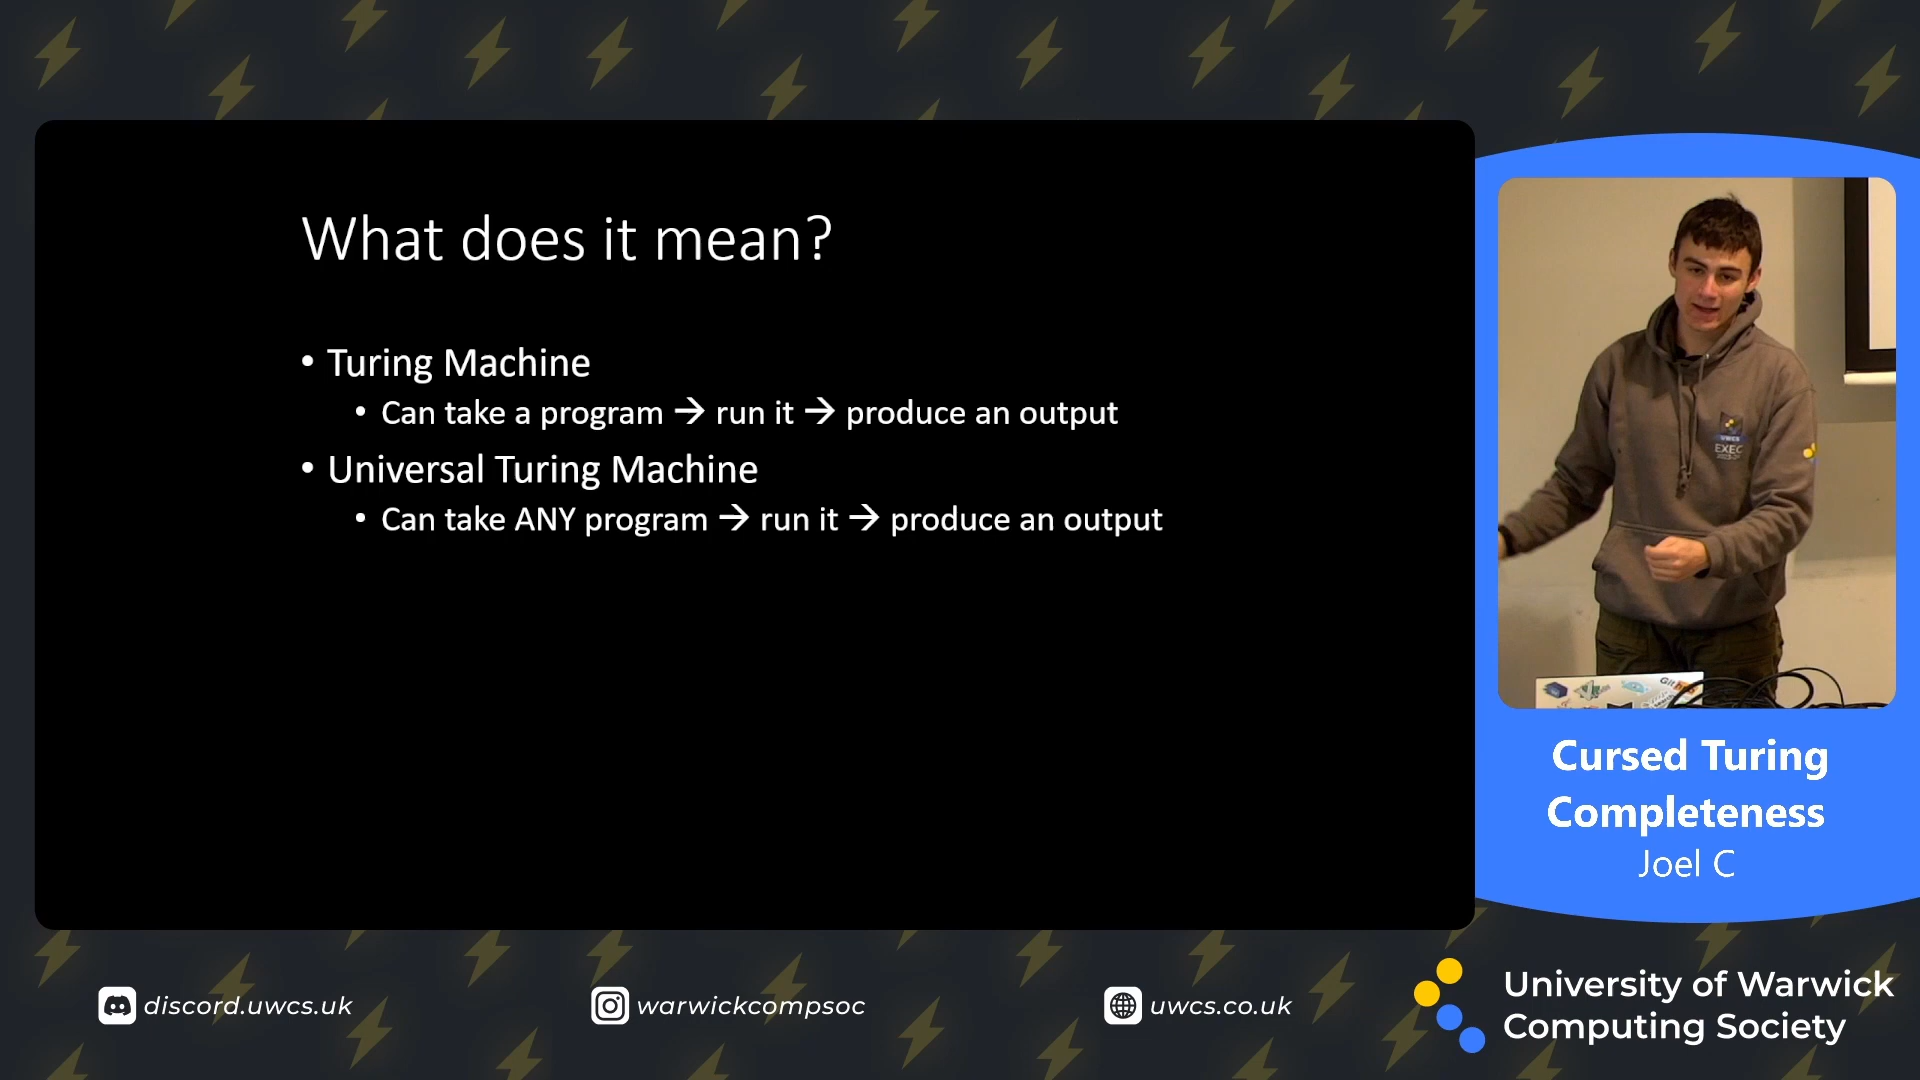 What does it mean?
• Turing Machine
• Can take a program → run it → produce an output
• Universal Turing Machine
• Can take ANY program → run it → produce an output
UWCS
EXEC
Cursed Turing
Completeness
Joel C
discord.uwcs.uk
warwickcompsoc
uwcs.co.uk
University of Warwick
Computing Society